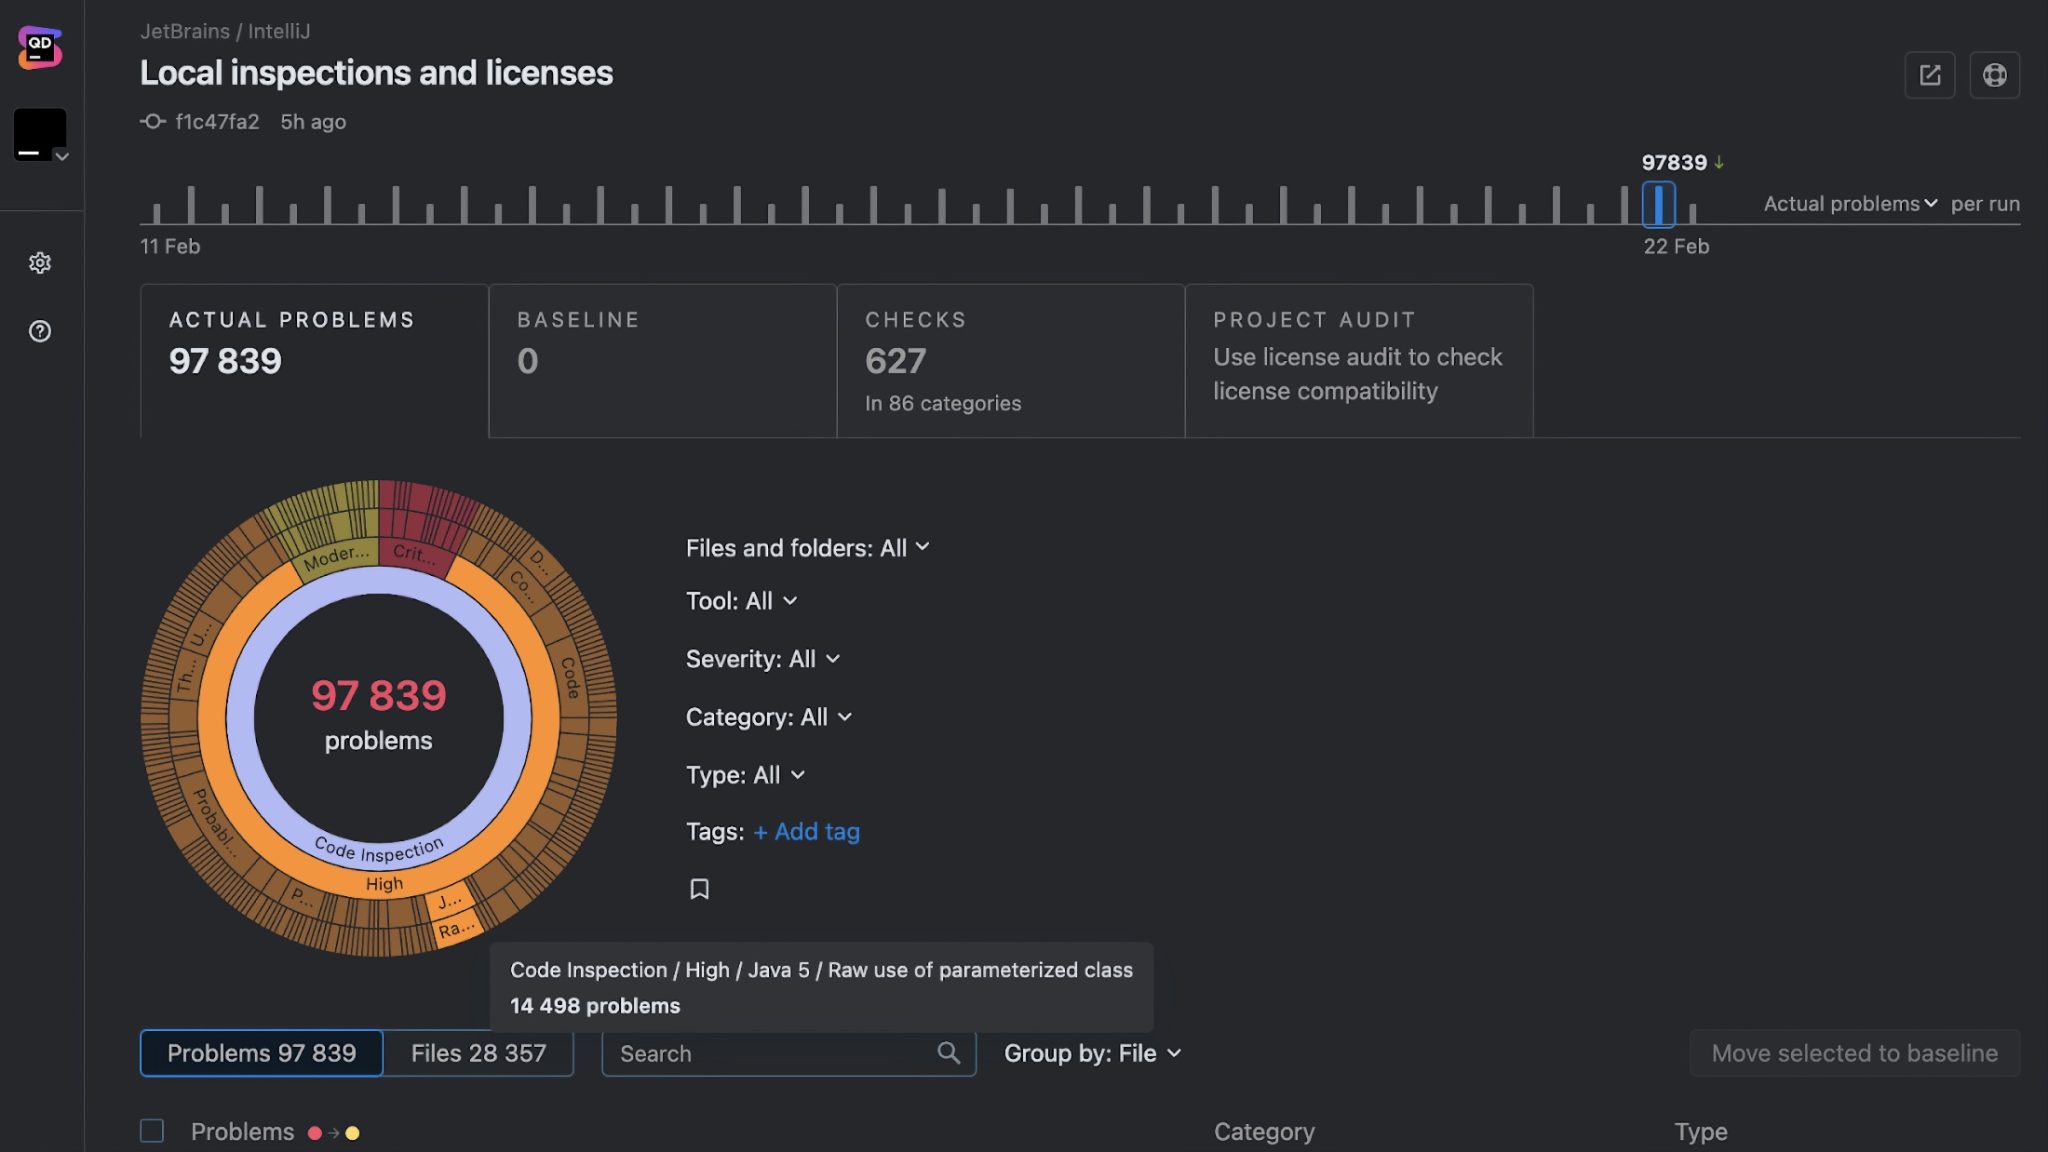 QD
JetBrains / IntelliJ
Local inspections and licenses
f1c47fa2 5h ago
97839
Actual problems per run
11 Feb
22 Feb
ACTUAL PROBLEMS
97 839
BASELINE
0
CHECKS
627
In 86 categories
PROJECT AUDIT
Use license audit to check
license compatibility
Moder...
Crit...
D...
Co...
Code
U...
Th...
Probabl...
P...
J...
Ra...
97 839
problems
Code Inspection
High
Files and folders: All
Tool: All
Severity: All
Category: All
Type: All
Tags: + Add tag
Code Inspection / High / Java 5 / Raw use of parameterized class
14 498 problems
Problems 97 839
Files 28 357
Search
Group by: File
Move selected to baseline
Problems
Category
Type